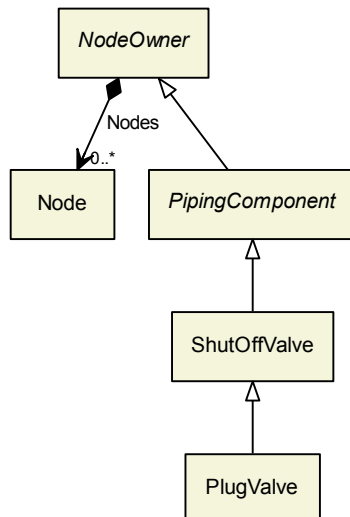 NodeOwner
Nodes
0..*
Node
PipingComponent
ShutOffValve
PlugValve